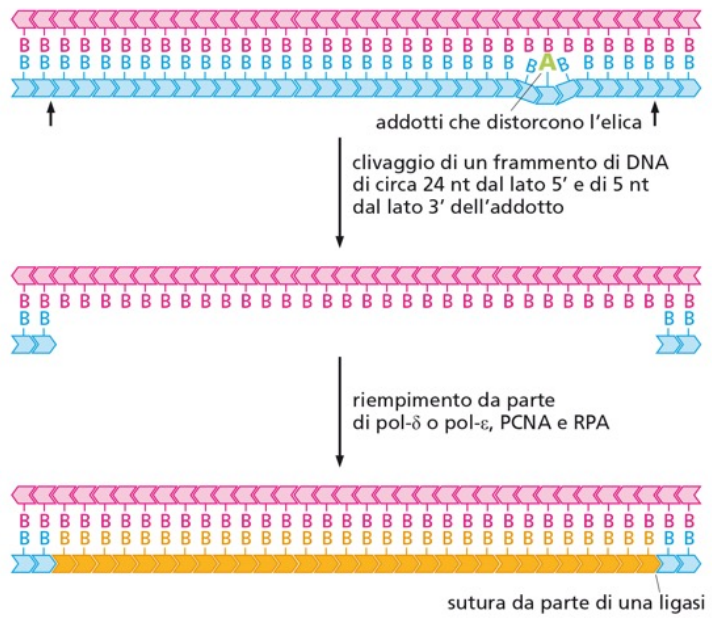 B B B B B B B B B B B B B B B B B B B B B B B B B B B B B B B B B B
B B B B B B B B B B B B B B B B B B B B B B B B B B A B B B B B B B
addotti che distorcono l'elica
clivaggio di un frammento di DNA
di circa 24 nt dal lato 5' e di 5 nt
dal lato 3' dell'addotto
B B B B B B B B B B B B B B B B B B B B B B B B B B B B B B B B B B
B B B B
riempimento da parte
di pol-δ o pol-ε, PCNA e RPA
B B B B B B B B B B B B B B B B B B B B B B B B B B B B B B B B B B
B B B B B B B B B B B B B B B B B B B B B B B B B B B B B B B B B B
sutura da parte di una ligasi